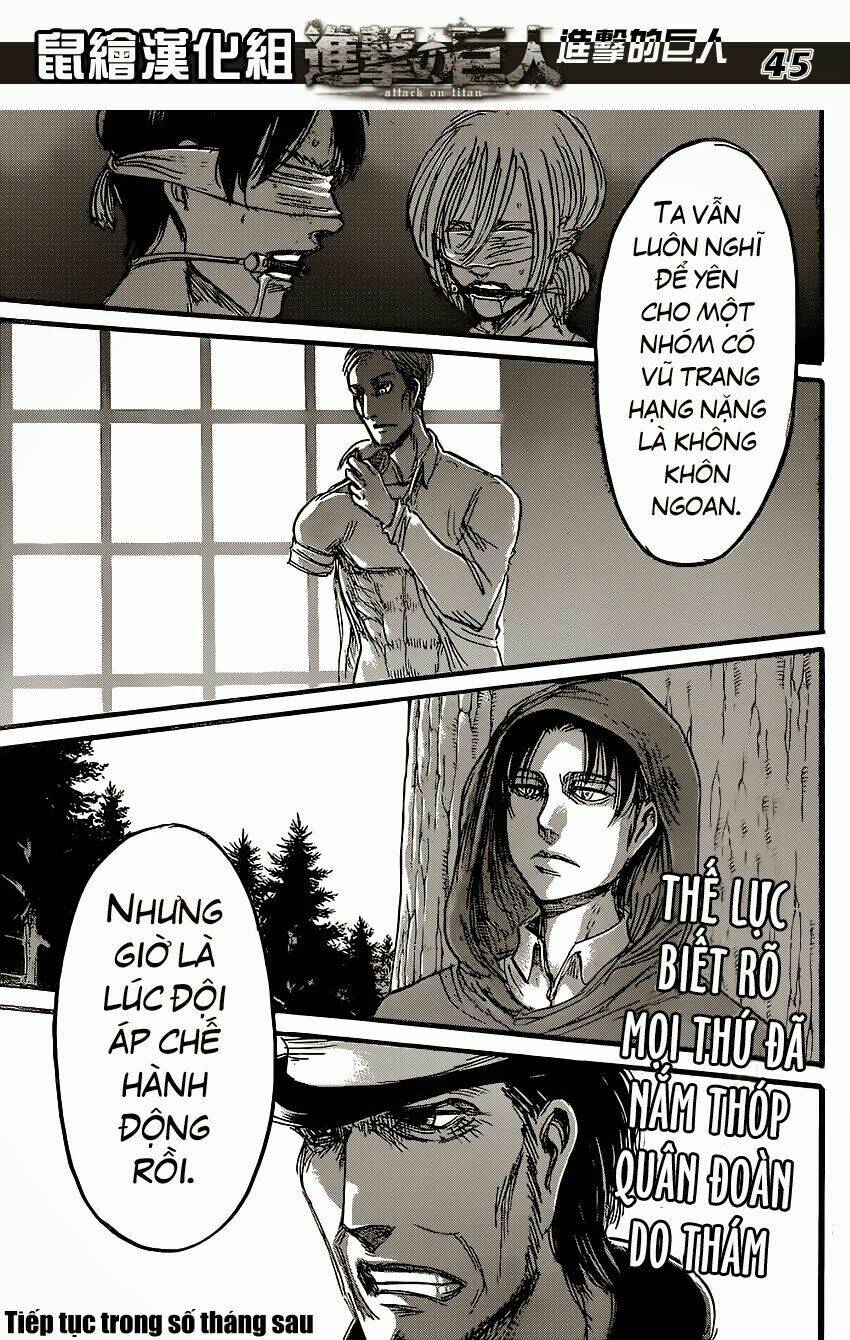 鼠繪漢化組
進撃の巨人
attack on titan
進擊的巨人
45
TA VẪN
LUÔN NGHĨ
ĐỂ YÊN
CHO MỘT
NHÓM CÓ
VŨ TRANG
HẠNG NẶNG
LÀ KHÔNG
KHÔN
NGOAN.
NHƯNG
GIỜ LÀ
LÚC ĐỘI
ÁP CHẾ
HÀNH
ĐỘNG
RỒI.
THẾ LỰC
BIẾT RÕ
MỌI THỨ ĐÃ
NẮM THÓP
QUÂN ĐOÀN
DO THÁM
Tiếp tục trong số tháng sau